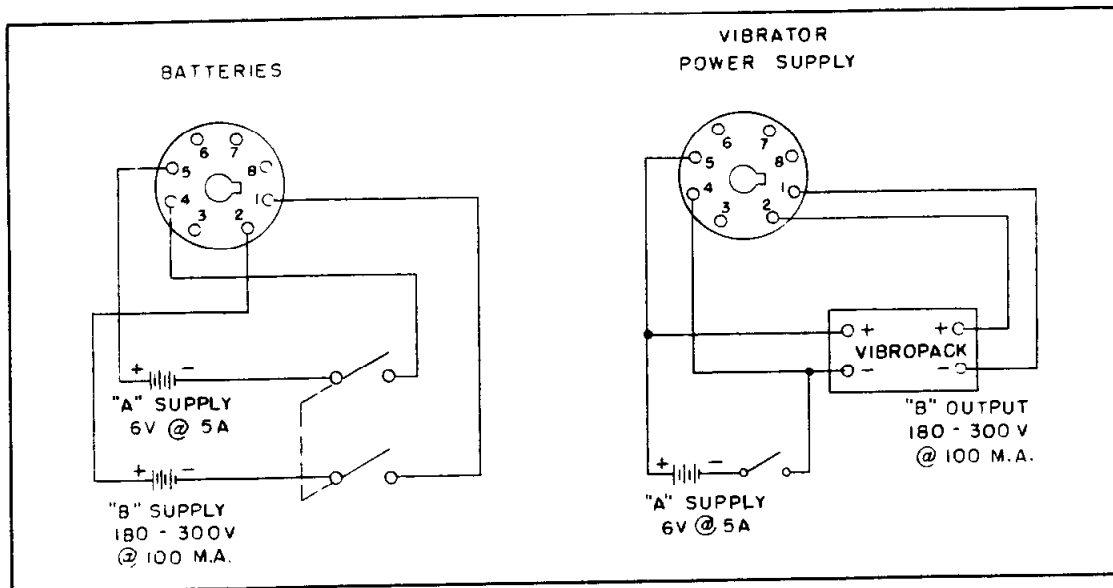 BATTERIES
6 7
5 8
4 1
3 2
+ -
"A" SUPPLY
6V @ 5A
+ -
"B" SUPPLY
180 - 300V
@ 100 M.A.
VIBRATOR
POWER SUPPLY
6 7
5 8
4 1
3 2
+ +
VIBROPACK
- -
"B" OUTPUT
180 - 300 V
@ 100 M.A.
+ -
"A" SUPPLY
6V @ 5A